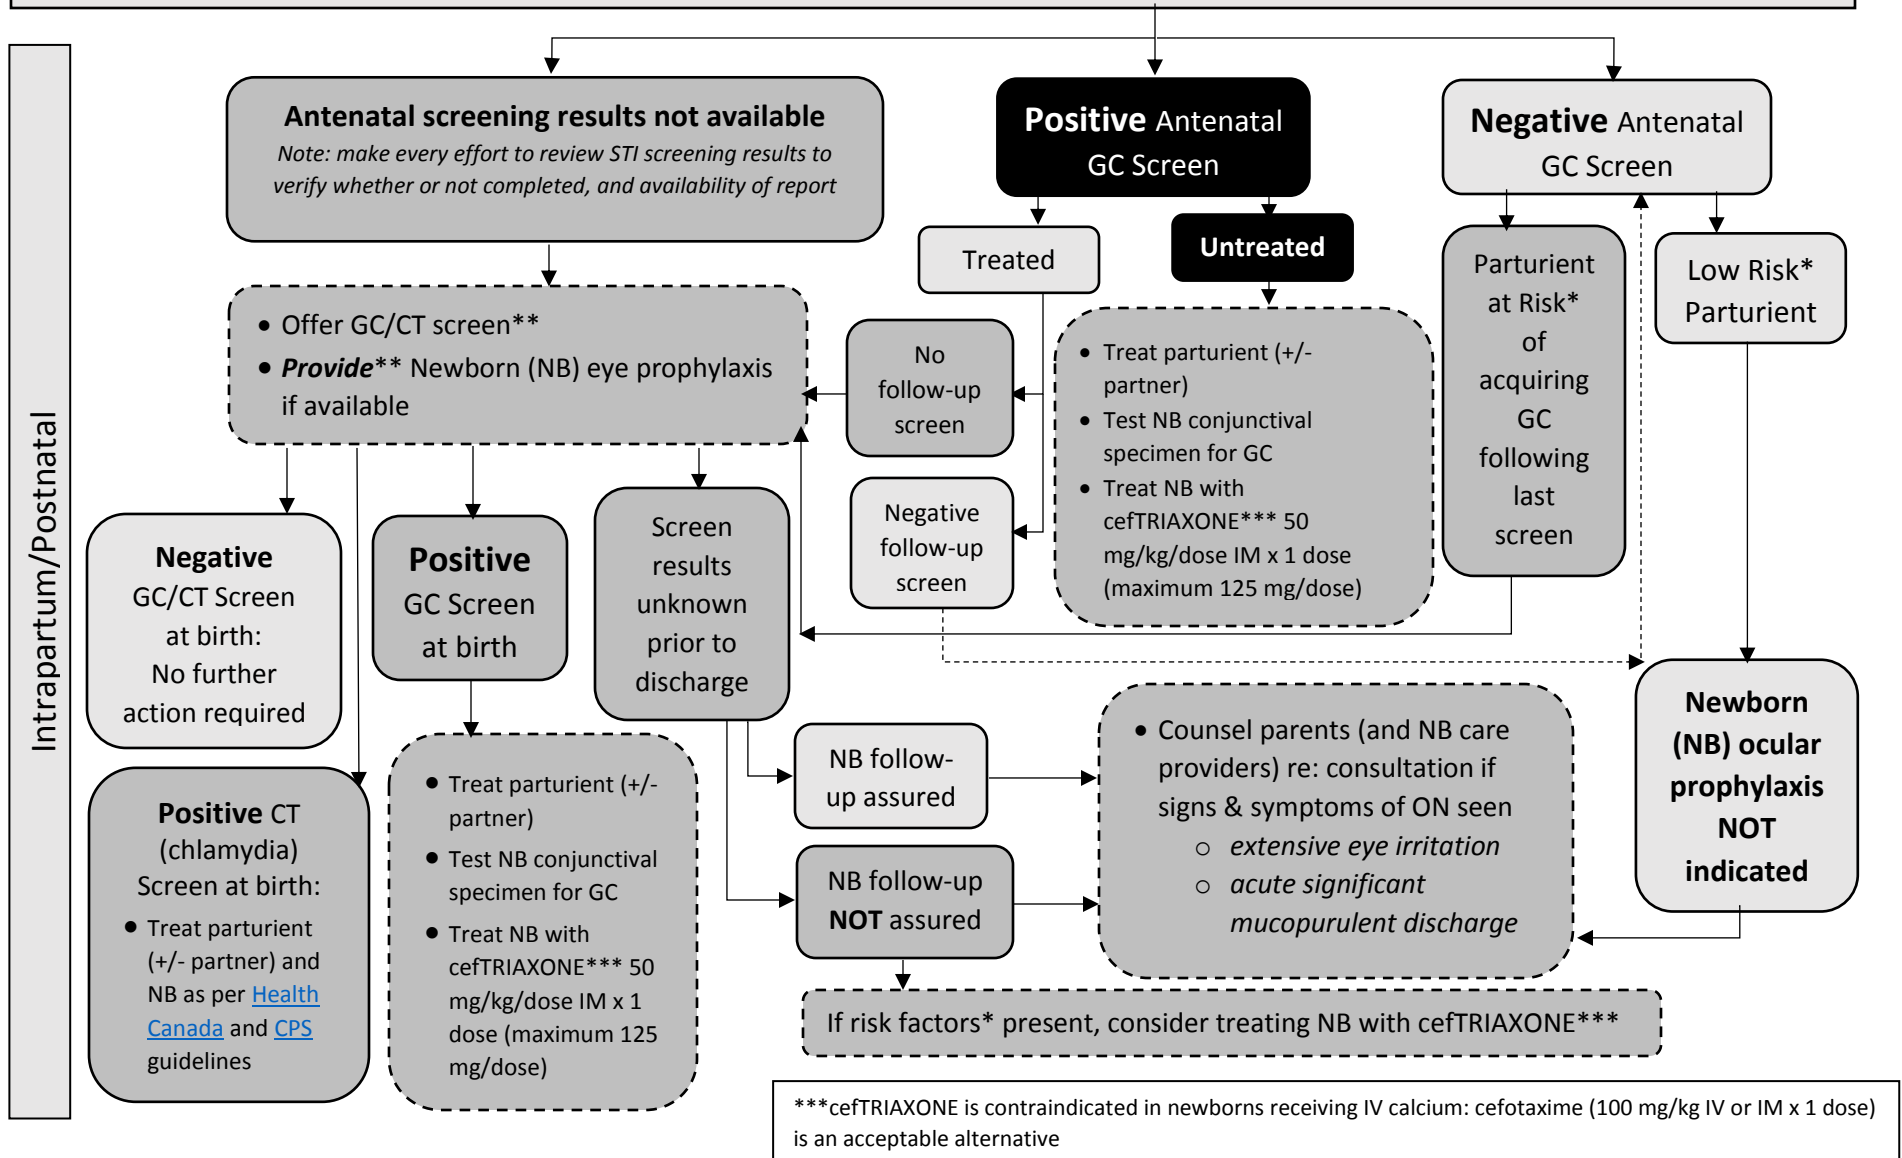 Intrapartum/Postnatal
Antenatal screening results not available
Note: make every effort to review STI screening results to
verify whether or not completed, and availability of report
Positive Antenatal
GC Screen
Negative Antenatal
GC Screen
Treated
Untreated
Parturient
at Risk*
of
acquiring
GC
following
last
screen
Low Risk*
Parturient
• Offer GC/CT screen**
• Provide** Newborn (NB) eye prophylaxis
if available
No
follow-up
screen
Negative
follow-up
screen
• Treat parturient (+/-
partner)
• Test NB conjunctival
specimen for GC
• Treat NB with
cefTRIAXONE*** 50
mg/kg/dose IM x 1 dose
(maximum 125 mg/dose)
Negative
GC/CT Screen
at birth:
No further
action required
Positive
GC Screen
at birth
Screen
results
unknown
prior to
discharge
Positive CT
(chlamydia)
Screen at birth:
• Treat parturient
(+/- partner) and
NB as per Health
Canada and CPS
guidelines
• Treat parturient (+/-
partner)
• Test NB conjunctival
specimen for GC
• Treat NB with
cefTRIAXONE*** 50
mg/kg/dose IM x 1
dose (maximum 125
mg/dose)
NB follow-
up assured
NB follow-up
NOT assured
• Counsel parents (and NB care
providers) re: consultation if
signs & symptoms of ON seen
o extensive eye irritation
o acute significant
mucopurulent discharge
Newborn
(NB) ocular
prophylaxis
NOT
indicated
If risk factors* present, consider treating NB with cefTRIAXONE***
***cefTRIAXONE is contraindicated in newborns receiving IV calcium: cefotaxime (100 mg/kg IV or IM x 1 dose)
is an acceptable alternative